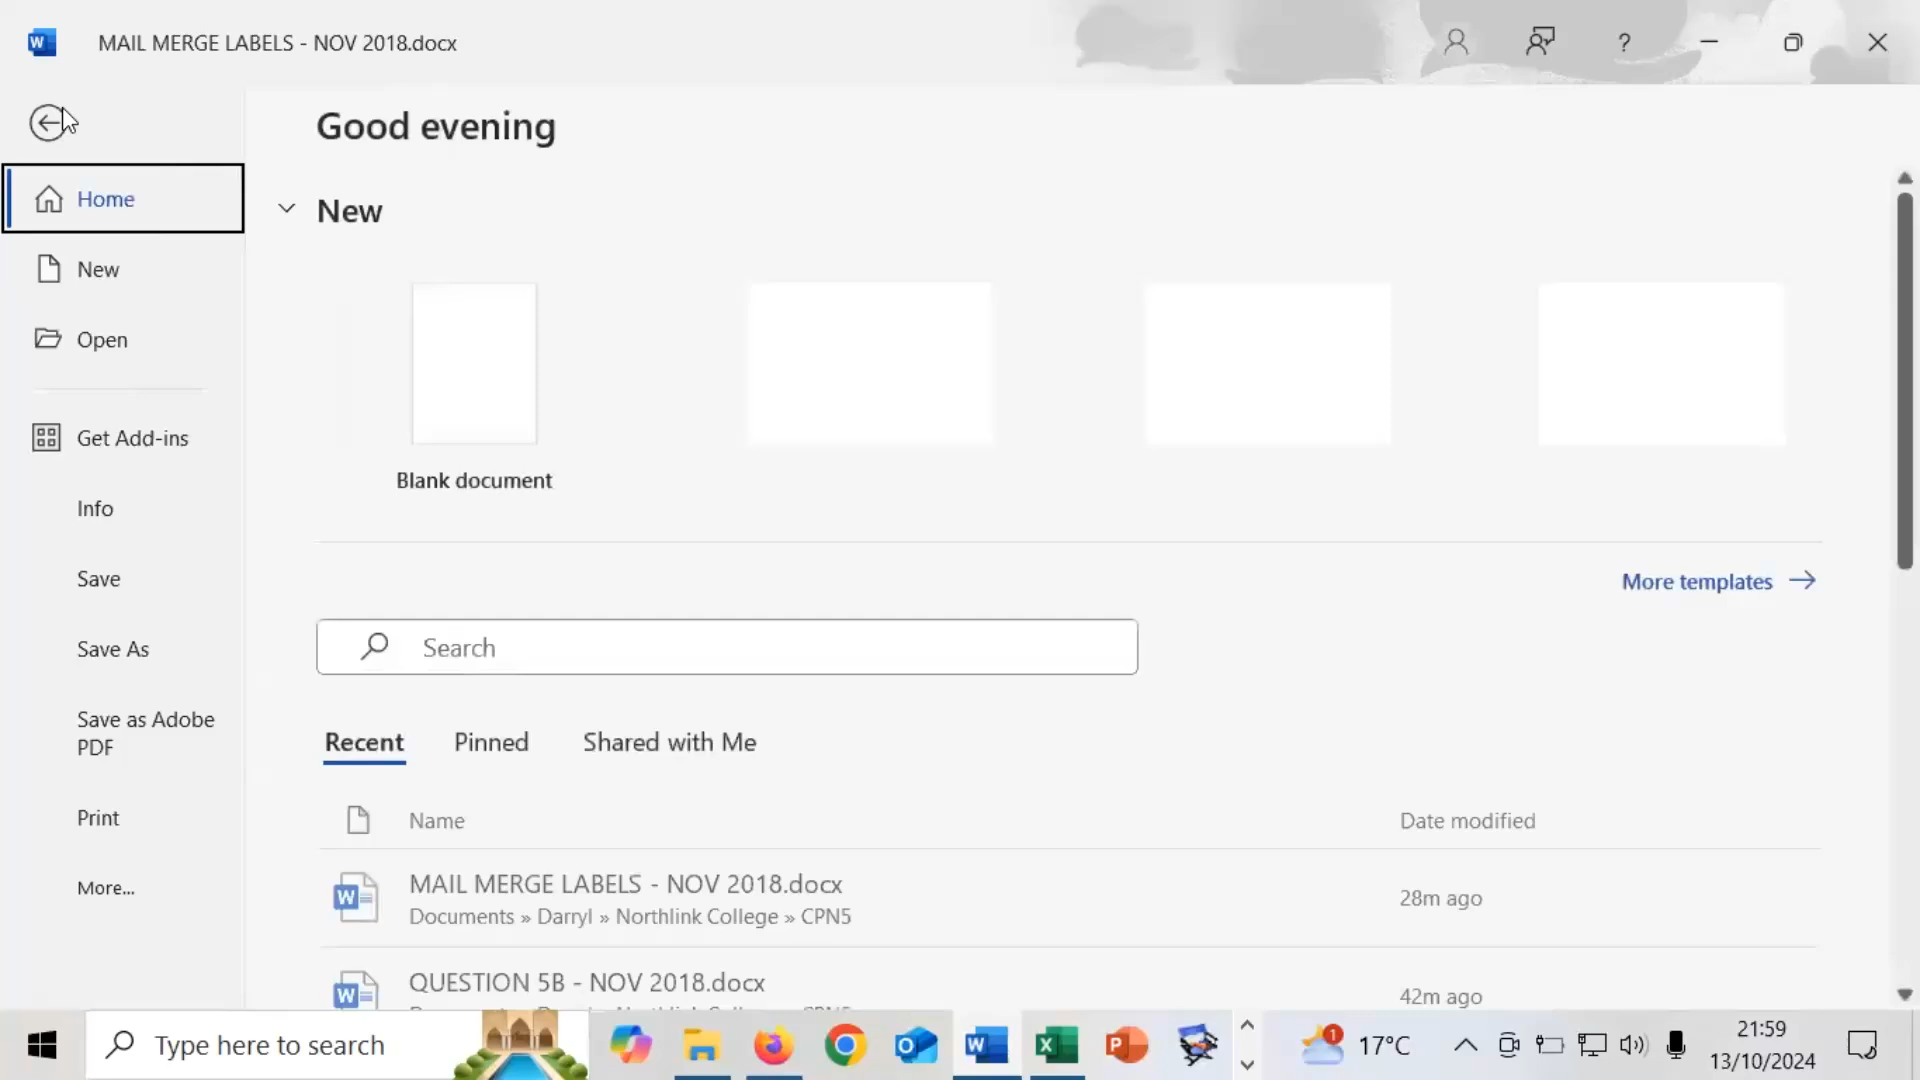 MAIL MERGE LABELS - NOV 2018.docx
Good evening
Home
New
New
Open
Get Add-ins
Info
Save
Save As
Save as Adobe
PDF
Print
More...
Blank document
More templates
Search
Recent Pinned Shared with Me
Name Date modified
MAIL MERGE LABELS - NOV 2018.docx
Documents » Darryl » Northlink College » CPN5
28m ago
QUESTION 5B - NOV 2018.docx
42m ago
Type here to search
1
17°C
21:59
13/10/2024